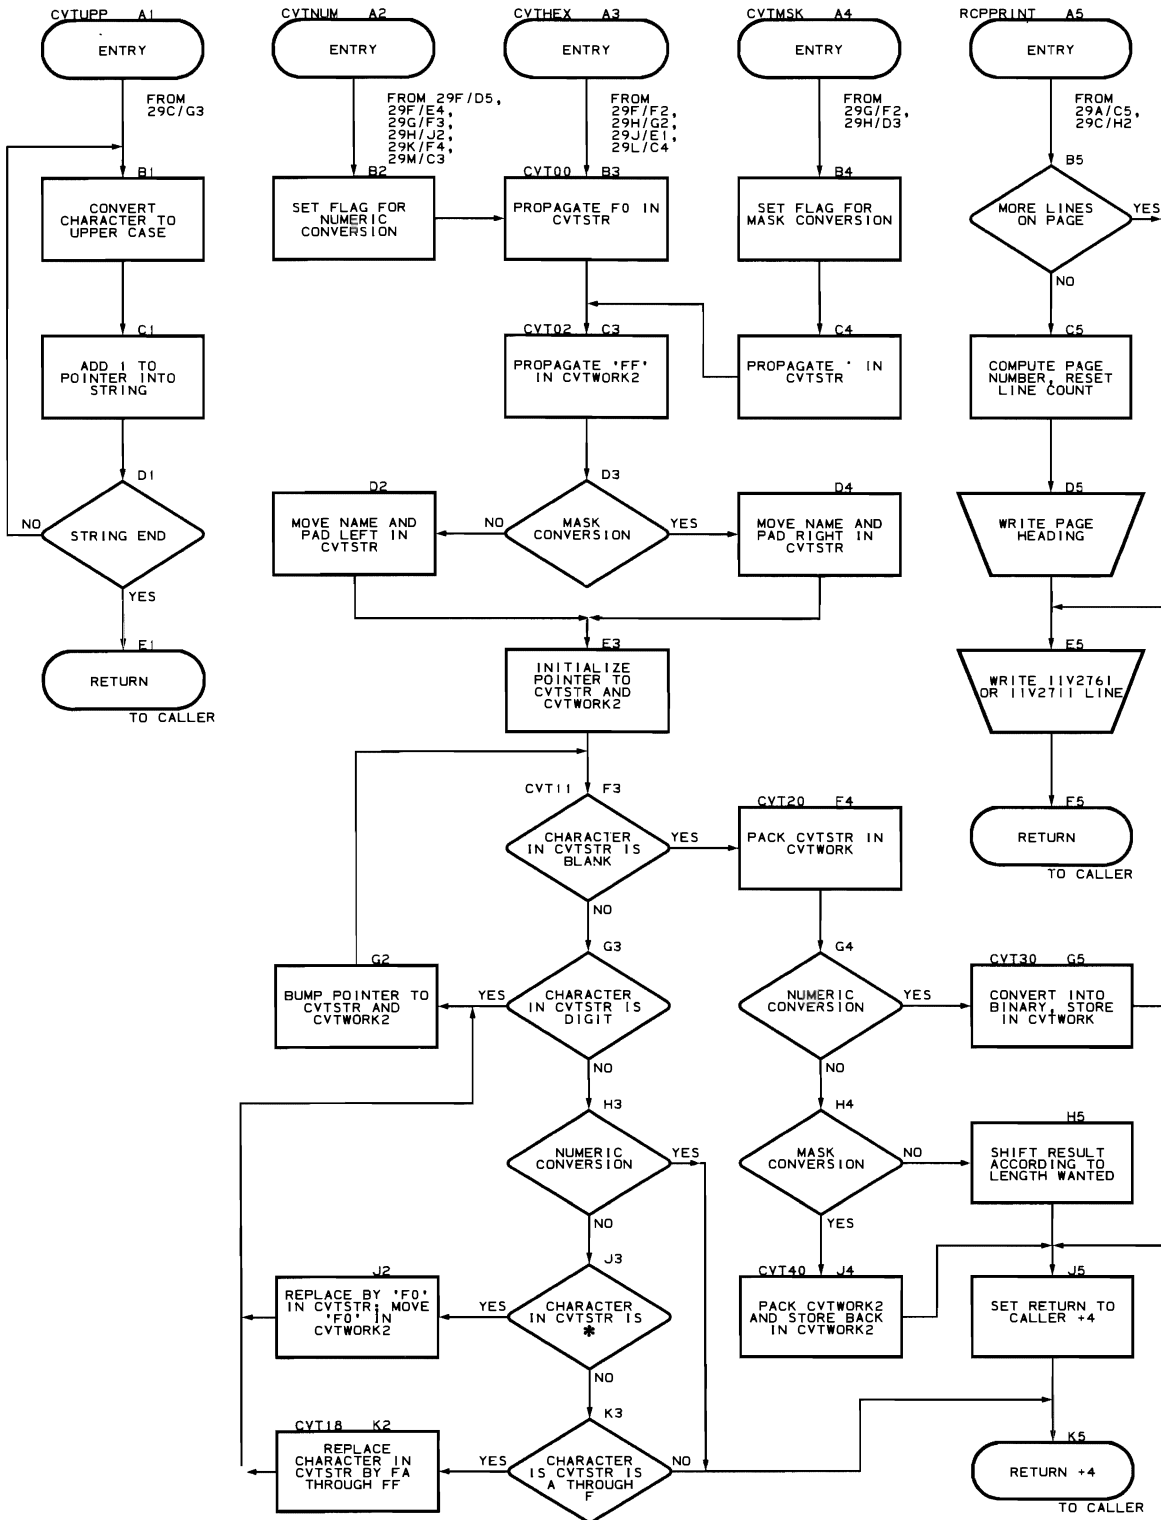 CVTUPP A1
ENTRY
FROM
29C/G3
B1
CONVERT
CHARACTER TO
UPPER CASE
C1
ADD 1 TO
POINTER INTO
STRING
D1
STRING END
NO
YES
E1
RETURN
TO CALLER
CVTNUM A2
ENTRY
FROM 29F/D5,
29F/E4,
29G/F3,
29H/J2,
29K/F4,
29M/C3
B2
SET FLAG FOR
NUMERIC
CONVERSION
CVTHEX A3
ENTRY
FROM
29F/F2,
29H/G2,
29J/E1,
29L/C4
CVT00 B3
PROPAGATE F0 IN
CVTSTR
CVT02 C3
PROPAGATE 'FF'
IN CVTWORK2
D3
MASK
CONVERSION
NO
YES
D2
MOVE NAME AND
PAD LEFT IN
CVTSTR
CVTMSK A4
ENTRY
FROM
29G/F2,
29H/D3
B4
SET FLAG FOR
MASK CONVERSION
C4
PROPAGATE ' IN
CVTSTR
D4
MOVE NAME AND
PAD RIGHT IN
CVTSTR
E3
INITIALIZE
POINTER TO
CVTSTR AND
CVTWORK2
CVT11 F3
CHARACTER
IN CVTSTR IS
BLANK
YES
NO
G3
CHARACTER
IN CVTSTR IS
DIGIT
YES
NO
G2
BUMP POINTER TO
CVTSTR AND
CVTWORK2
H3
NUMERIC
CONVERSION
YES
NO
J3
CHARACTER
IN CVTSTR IS
*
YES
NO
J2
REPLACE BY 'F0'
IN CVTSTR; MOVE
'F0' IN
CVTWORK2
K3
CHARACTER
IS CVTSTR IS
A THROUGH
F
YES
NO
CVT18 K2
REPLACE
CHARACTER IN
CVTSTR BY FA
THROUGH FF
CVT20 F4
PACK CVTSTR IN
CVTWORK
G4
NUMERIC
CONVERSION
YES
NO
H4
MASK
CONVERSION
NO
YES
CVT40 J4
PACK CVTWORK2
AND STORE BACK
IN CVTWORK2
RCPPRINT A5
ENTRY
FROM
29A/C5,
29C/H2
B5
MORE LINES
ON PAGE
YES
NO
C5
COMPUTE PAGE
NUMBER, RESET
LINE COUNT
D5
WRITE PAGE
HEADING
E5
WRITE IIV276I
OR IIV271I LINE
F5
RETURN
TO CALLER
CVT30 G5
CONVERT INTO
BINARY, STORE
IN CVTWORK
H5
SHIFT RESULT
ACCORDING TO
LENGTH WANTED
J5
SET RETURN TO
CALLER +4
K5
RETURN +4
TO CALLER